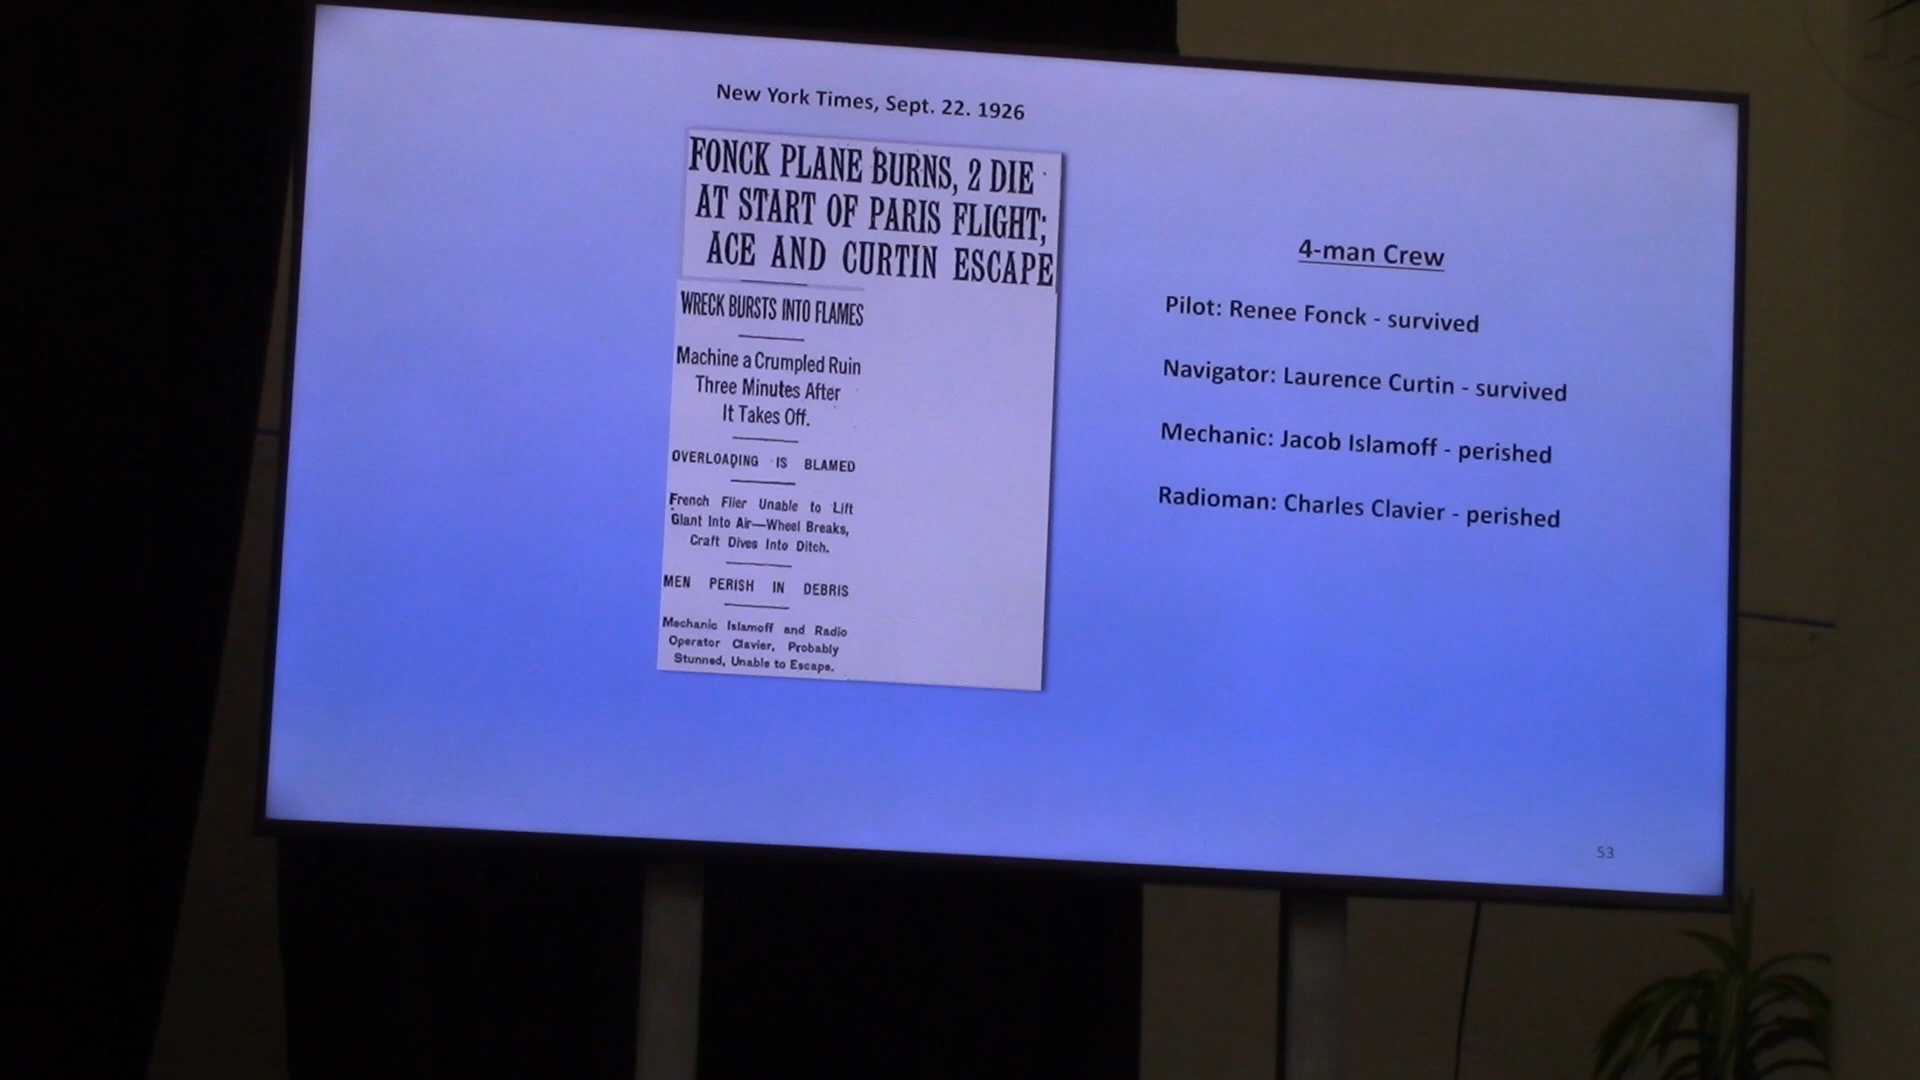 New York Times, Sept. 22. 1926
FONCK PLANE BURNS, 2 DIE
AT START OF PARIS FLIGHT;
ACE AND CURTIN ESCAPE
WRECK BURSTS INTO FLAMES
Machine a Crumpled Ruin
Three Minutes After
It Takes Off.
OVERLOADING IS BLAMED
French Flier Unable to Lift
Giant Into Air—Wheel Breaks,
Craft Dives Into Ditch.
MEN PERISH IN DEBRIS
Mechanic Islamoff and Radio
Operator Clavier, Probably
Stunned, Unable to Escape.
4-man Crew
Pilot: Renee Fonck - survived
Navigator: Laurence Curtin - survived
Mechanic: Jacob Islamoff - perished
Radioman: Charles Clavier - perished
53